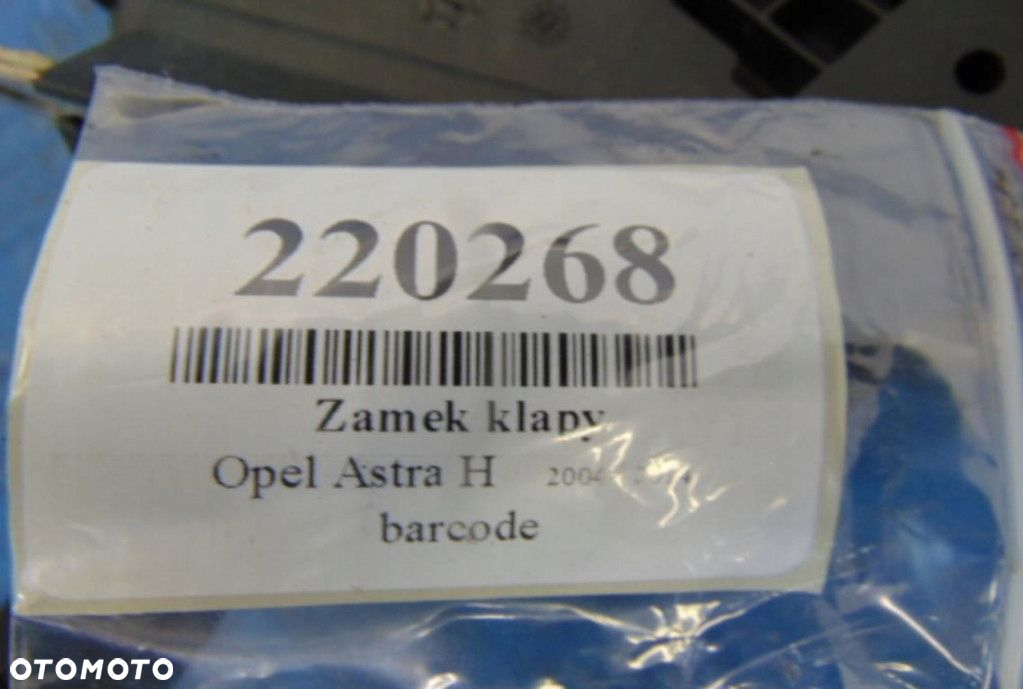 220268
Zamek klapy
Opel Astra H
barcode
OTOMOTO